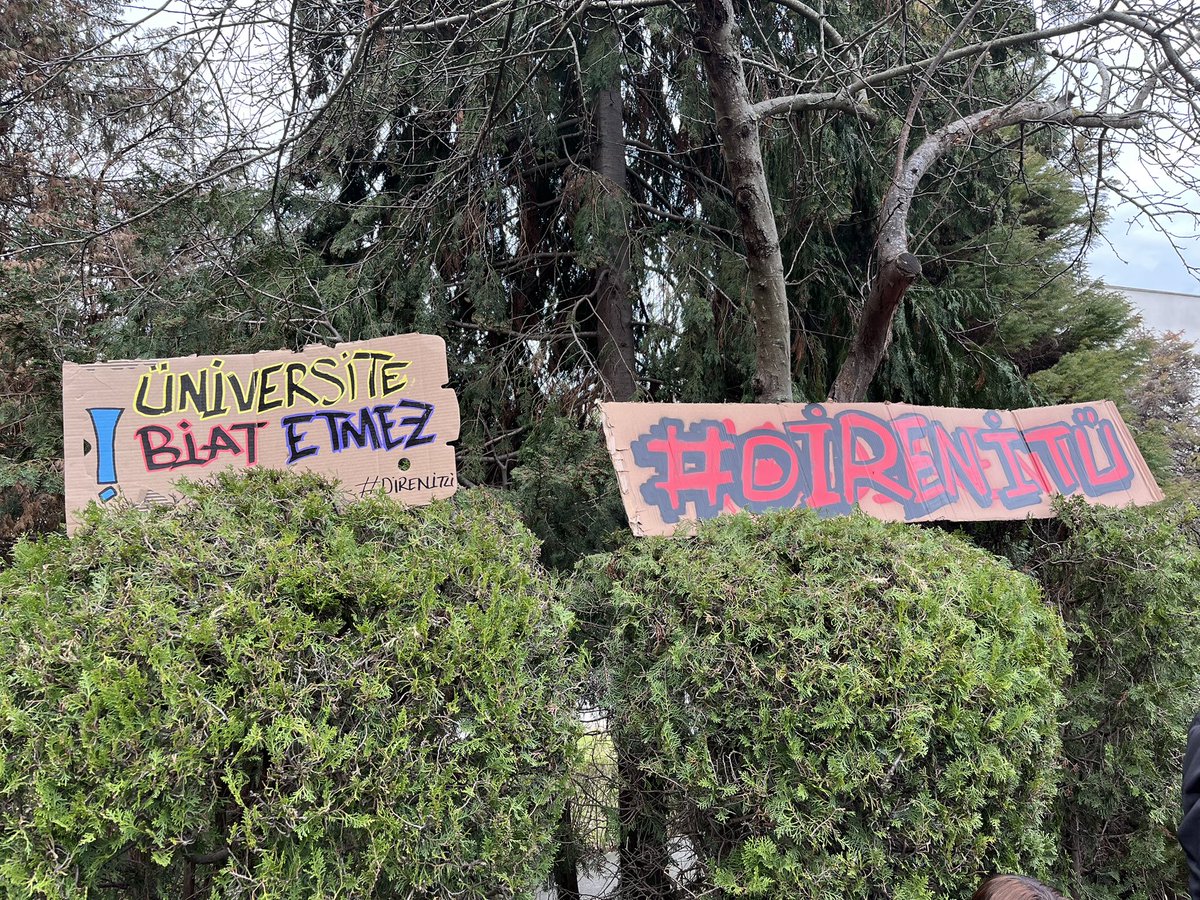 ÜNİVERSİTE
! BİAT ETMEZ
#DİRENİTÜ
#DİRENİTÜ